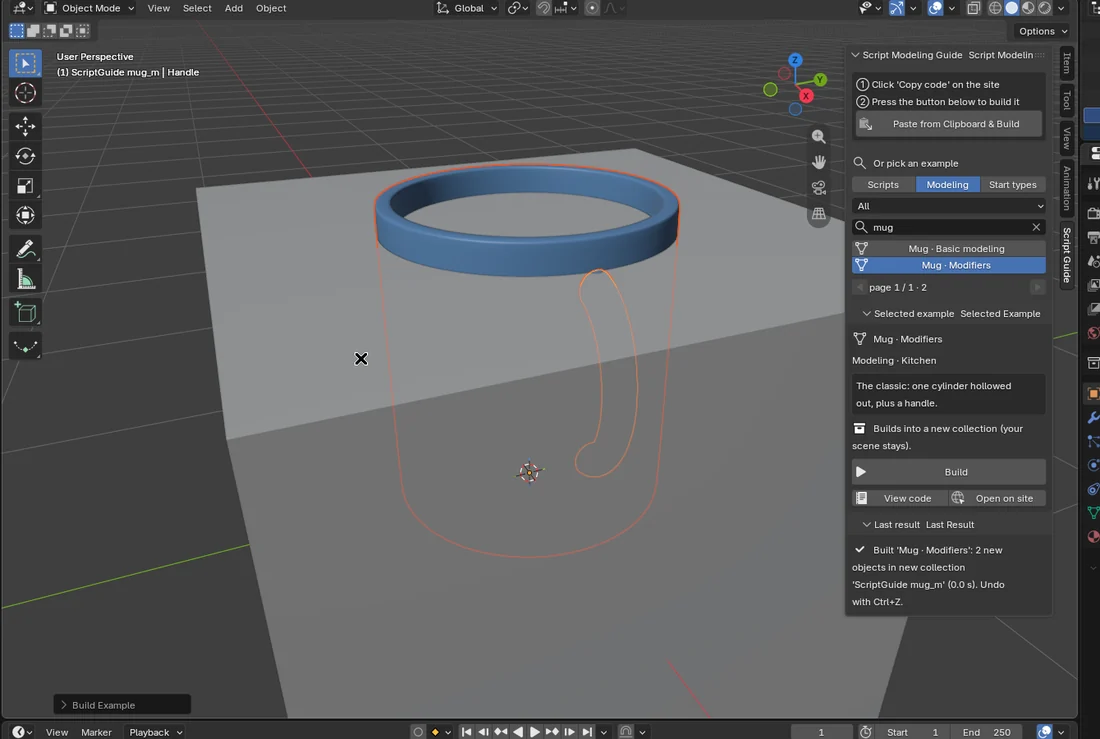 Object Mode View Select Add Object Global
Options
User Perspective
(1) ScriptGuide mug_m | Handle
Z
Y
X
Script Modeling Guide Script Modelin
1 Click 'Copy code' on the site
2 Press the button below to build it
Paste from Clipboard & Build
Or pick an example
Scripts Modeling Start types
All
mug
Mug · Basic modeling
Mug · Modifiers
page 1 / 1 · 2
Selected example Selected Example
Mug · Modifiers
Modeling · Kitchen
The classic: one cylinder hollowed
out, plus a handle.
Builds into a new collection (your
scene stays).
Build
View code Open on site
Last result Last Result
Built 'Mug · Modifiers': 2 new
objects in new collection
'ScriptGuide mug_m' (0.0 s). Undo
with Ctrl+Z.
Item
Tool
View
Animation
Script Guide
Build Example
View Marker Playback 1 Start 1 End 250